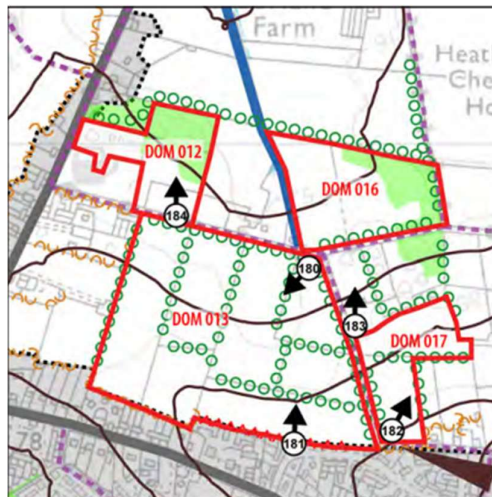 Farm
Heat
Che
Ho
DOM 012
DOM 016
184
180
DOM 013
183
DOM 017
181
182
78